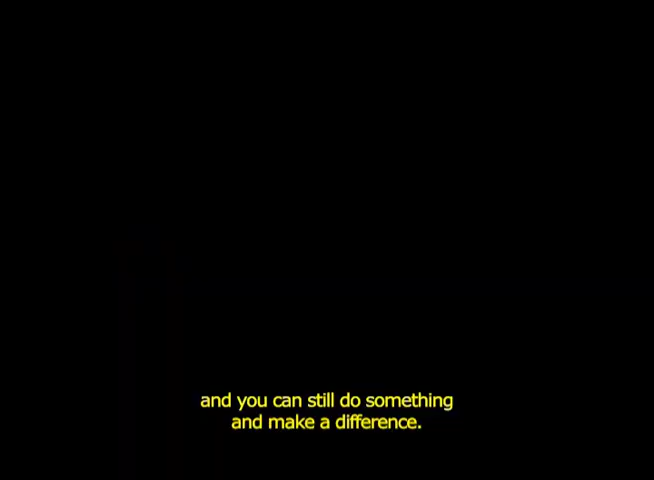 and you can still do something
and make a difference.